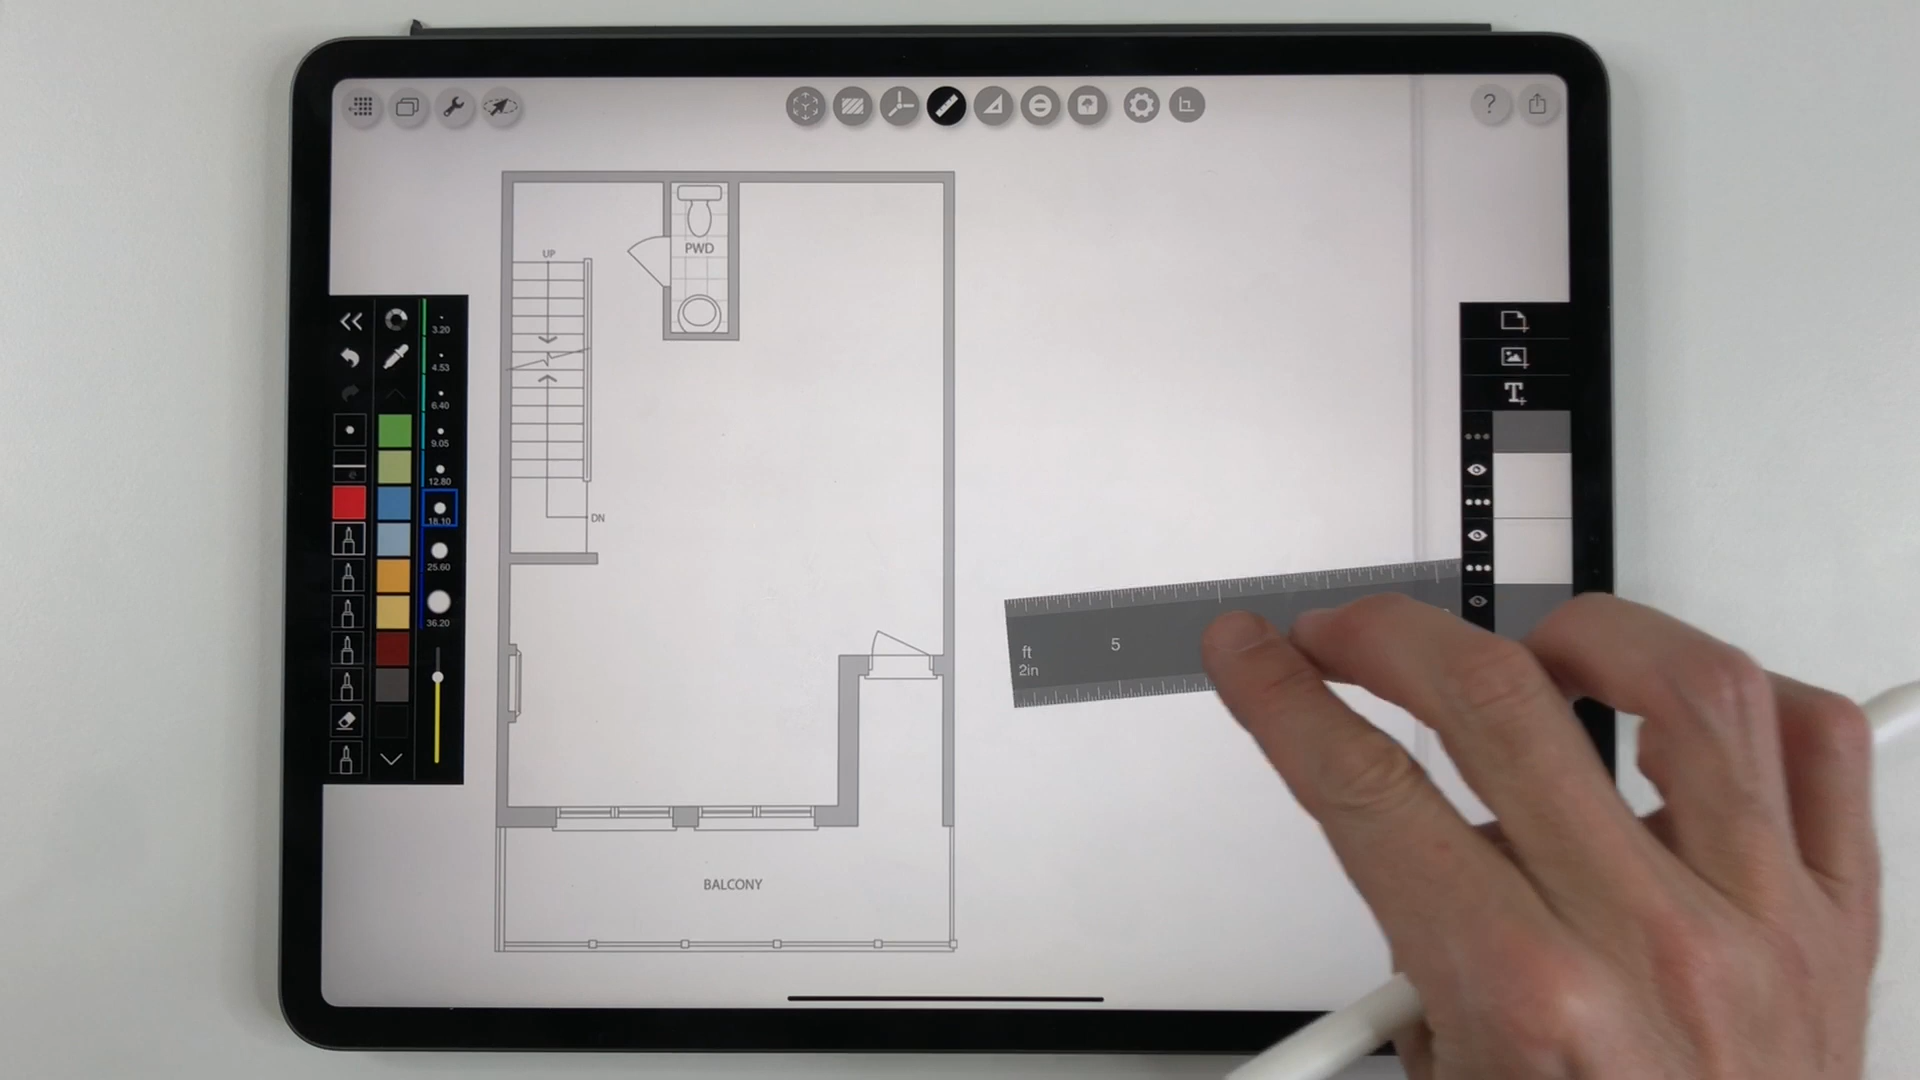 ?
UP
PWD
3.20
4.53
6.40
9.05
12.80
18.10
25.60
36.20
T+
DN
ft
2in
5
BALCONY